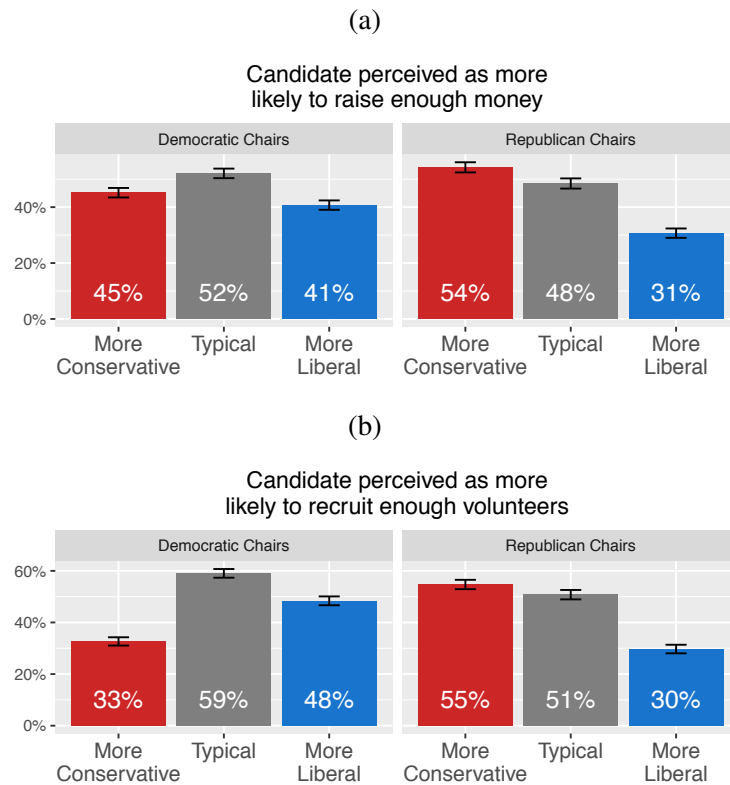 (a)
Candidate perceived as more
likely to raise enough money
Democratic Chairs
Republican Chairs
40%
20%
0%
45%
52%
41%
54%
48%
31%
More
Conservative
Typical
More
Liberal
More
Conservative
Typical
More
Liberal
(b)
Candidate perceived as more
likely to recruit enough volunteers
Democratic Chairs
Republican Chairs
60%
40%
20%
0%
33%
59%
48%
55%
51%
30%
More
Conservative
Typical
More
Liberal
More
Conservative
Typical
More
Liberal